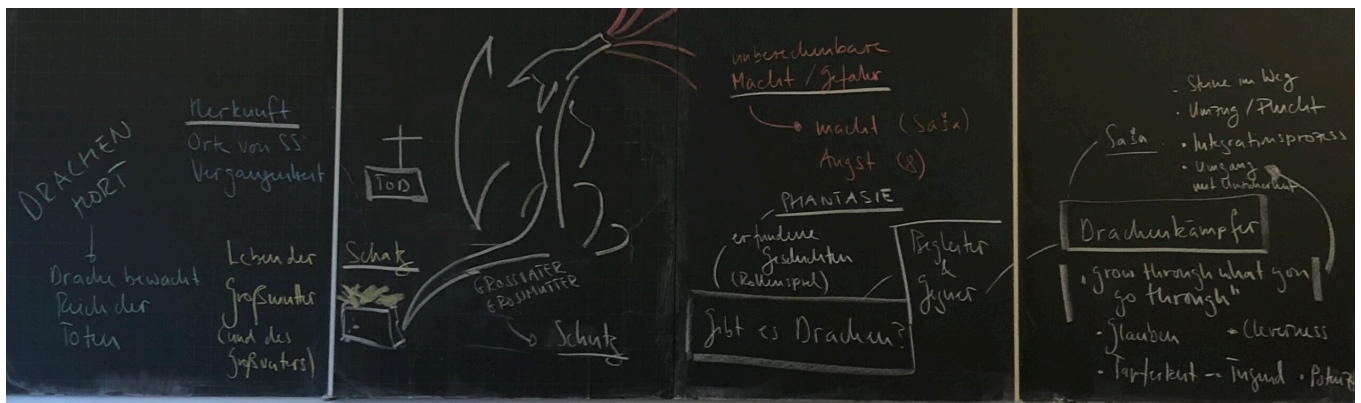 DRACHEN
HORT
Drache bewacht
Reich der
Toten
Herkunft
Orte von SS
Vergangenheit
Leben der
Großmutter
(und des
Großvaters)
TOD
Schatz
GROSSVATER
GROSSMUTTER
Schutz
unberechenbare
Macht / Gefahr
macht (Saša)
Angst
PHANTASIE
erfundene
Geschichten
(Rollenspiel)
Gibt es Drachen?
Begleiter
&
Gegner
Saša
· Steine im Weg
· Umzug/Flucht
· Integrationsprozess
· Umgang
mit Unsicherheit
Drachenkämpfer
"grow through what you
go through"
· Glauben · Cleverness
· Tapferkeit - Tugend